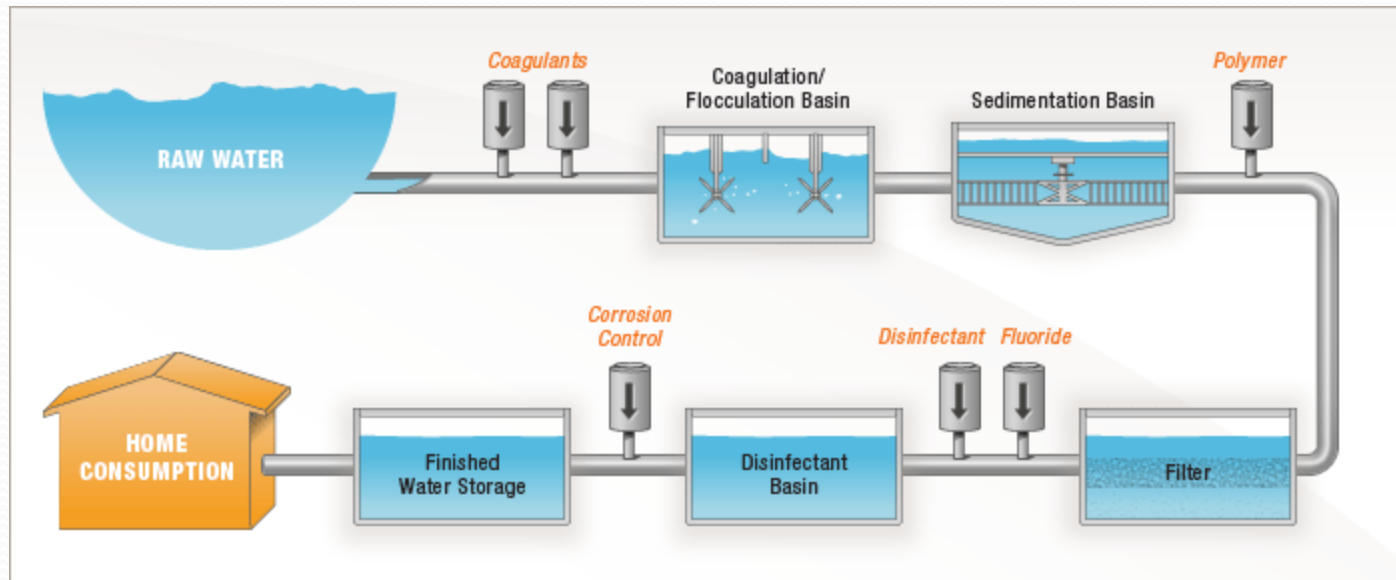 Coagulants
Coagulation/
Flocculation Basin
Sedimentation Basin
Polymer
RAW WATER
Corrosion
Control
Disinfectant
Fluoride
HOME
CONSUMPTION
Finished
Water Storage
Disinfectant
Basin
Filter